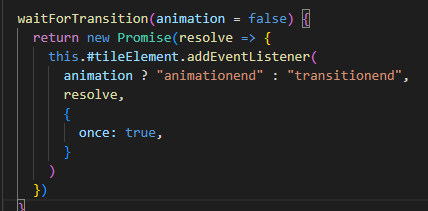 waitForTransition(animation = false) {
return new Promise(resolve => {
this.#tileElement.addEventListener(
animation ? "animationend" : "transitionend",
resolve,
{
once: true,
}
)
})
}